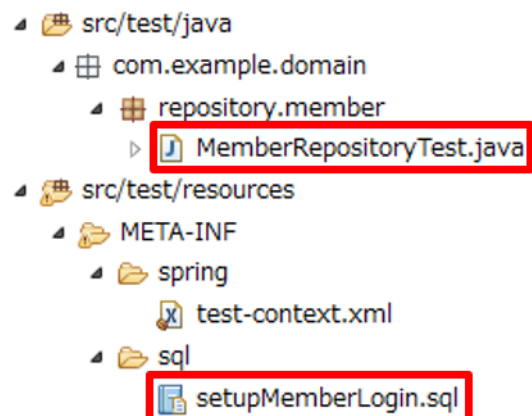 src/test/java
com.example.domain
repository.member
MemberRepositoryTest.java
src/test/resources
META-INF
spring
test-context.xml
sql
setupMemberLogin.sql